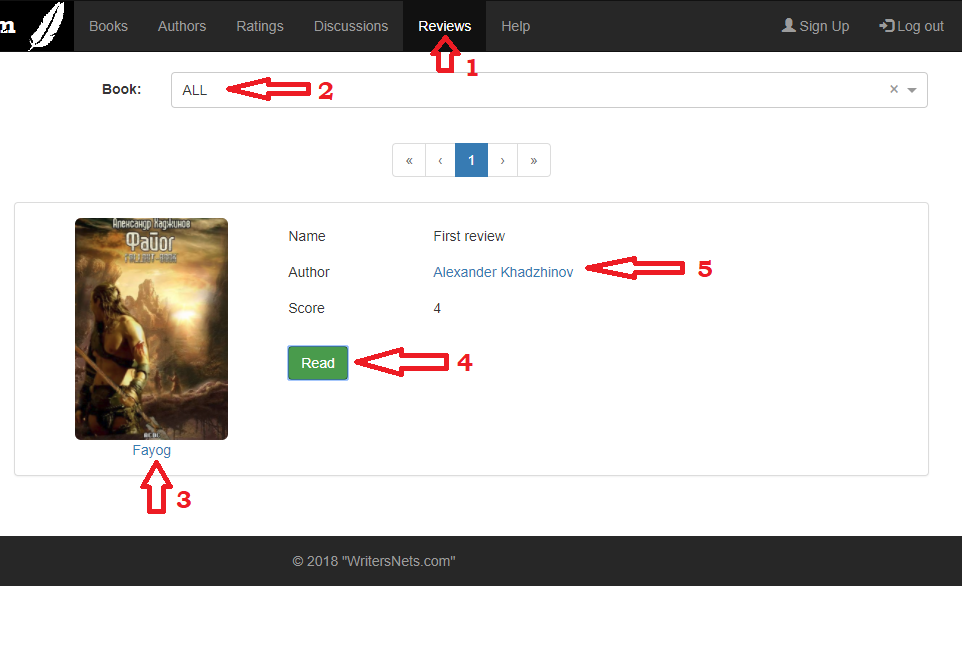 m Books Authors Ratings Discussions Reviews Help Sign Up Log out
1
Book: ALL × 2
« ‹ 1 › »
Александр Каджинов
Файог
Name First review
Author Alexander Khadzhinov 5
Score 4
Read 4
Fayog
3
© 2018 "WritersNets.com"